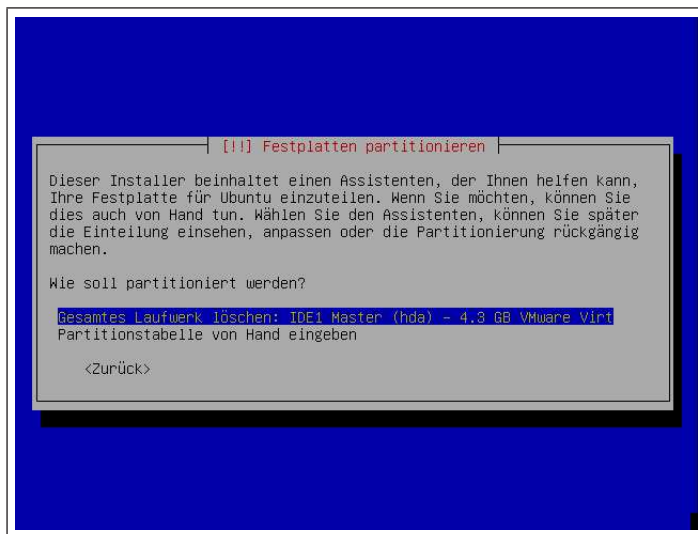 [!!] Festplatten partitionieren
Dieser Installer beinhaltet einen Assistenten, der Ihnen helfen kann,
Ihre Festplatte für Ubuntu einzuteilen. Wenn Sie möchten, können Sie
dies auch von Hand tun. Wählen Sie den Assistenten, können Sie später
die Einteilung einsehen, anpassen oder die Partitionierung rückgängig
machen.
Wie soll partitioniert werden?
Gesamtes Laufwerk löschen: IDE1 Master (hda) - 4.3 GB VMware Virt
Partitionstabelle von Hand eingeben
<Zurück>